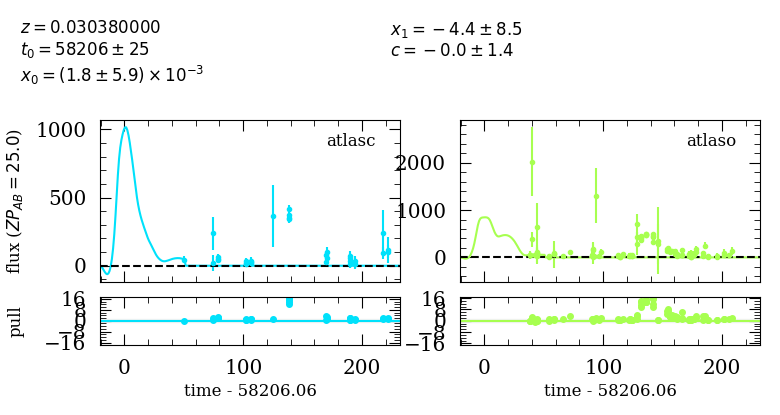 z = 0.030380000
t₀ = 58206 ± 25
x₀ = (1.8 ± 5.9) × 10⁻³
x₁ = −4.4 ± 8.5
c = −0.0 ± 1.4
flux (ZP_AB = 25.0)
1000
500
0
atlasc
2000
1000
0
atlaso
pull
16
8
0
−8
−16
0 100 200
time - 58206.06
16
8
0
−8
−16
0 100 200
time - 58206.06